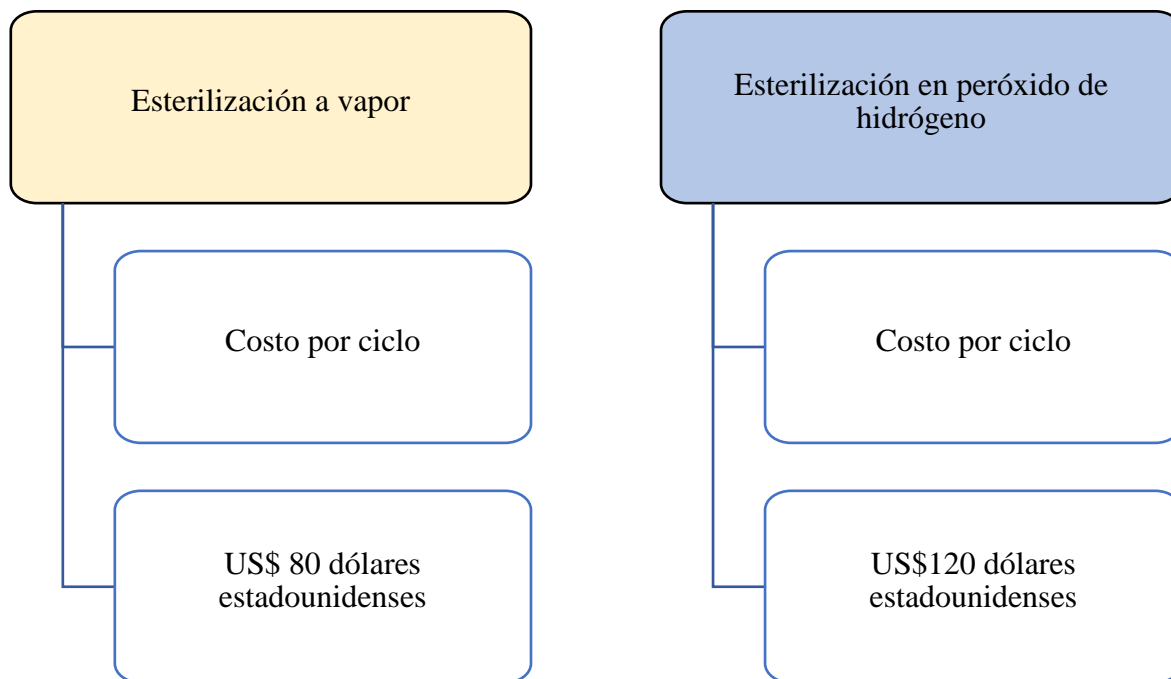 Esterilización a vapor
Costo por ciclo
US$ 80 dólares
estadounidenses
Esterilización en peróxido de
hidrógeno
Costo por ciclo
US$120 dólares
estadounidenses